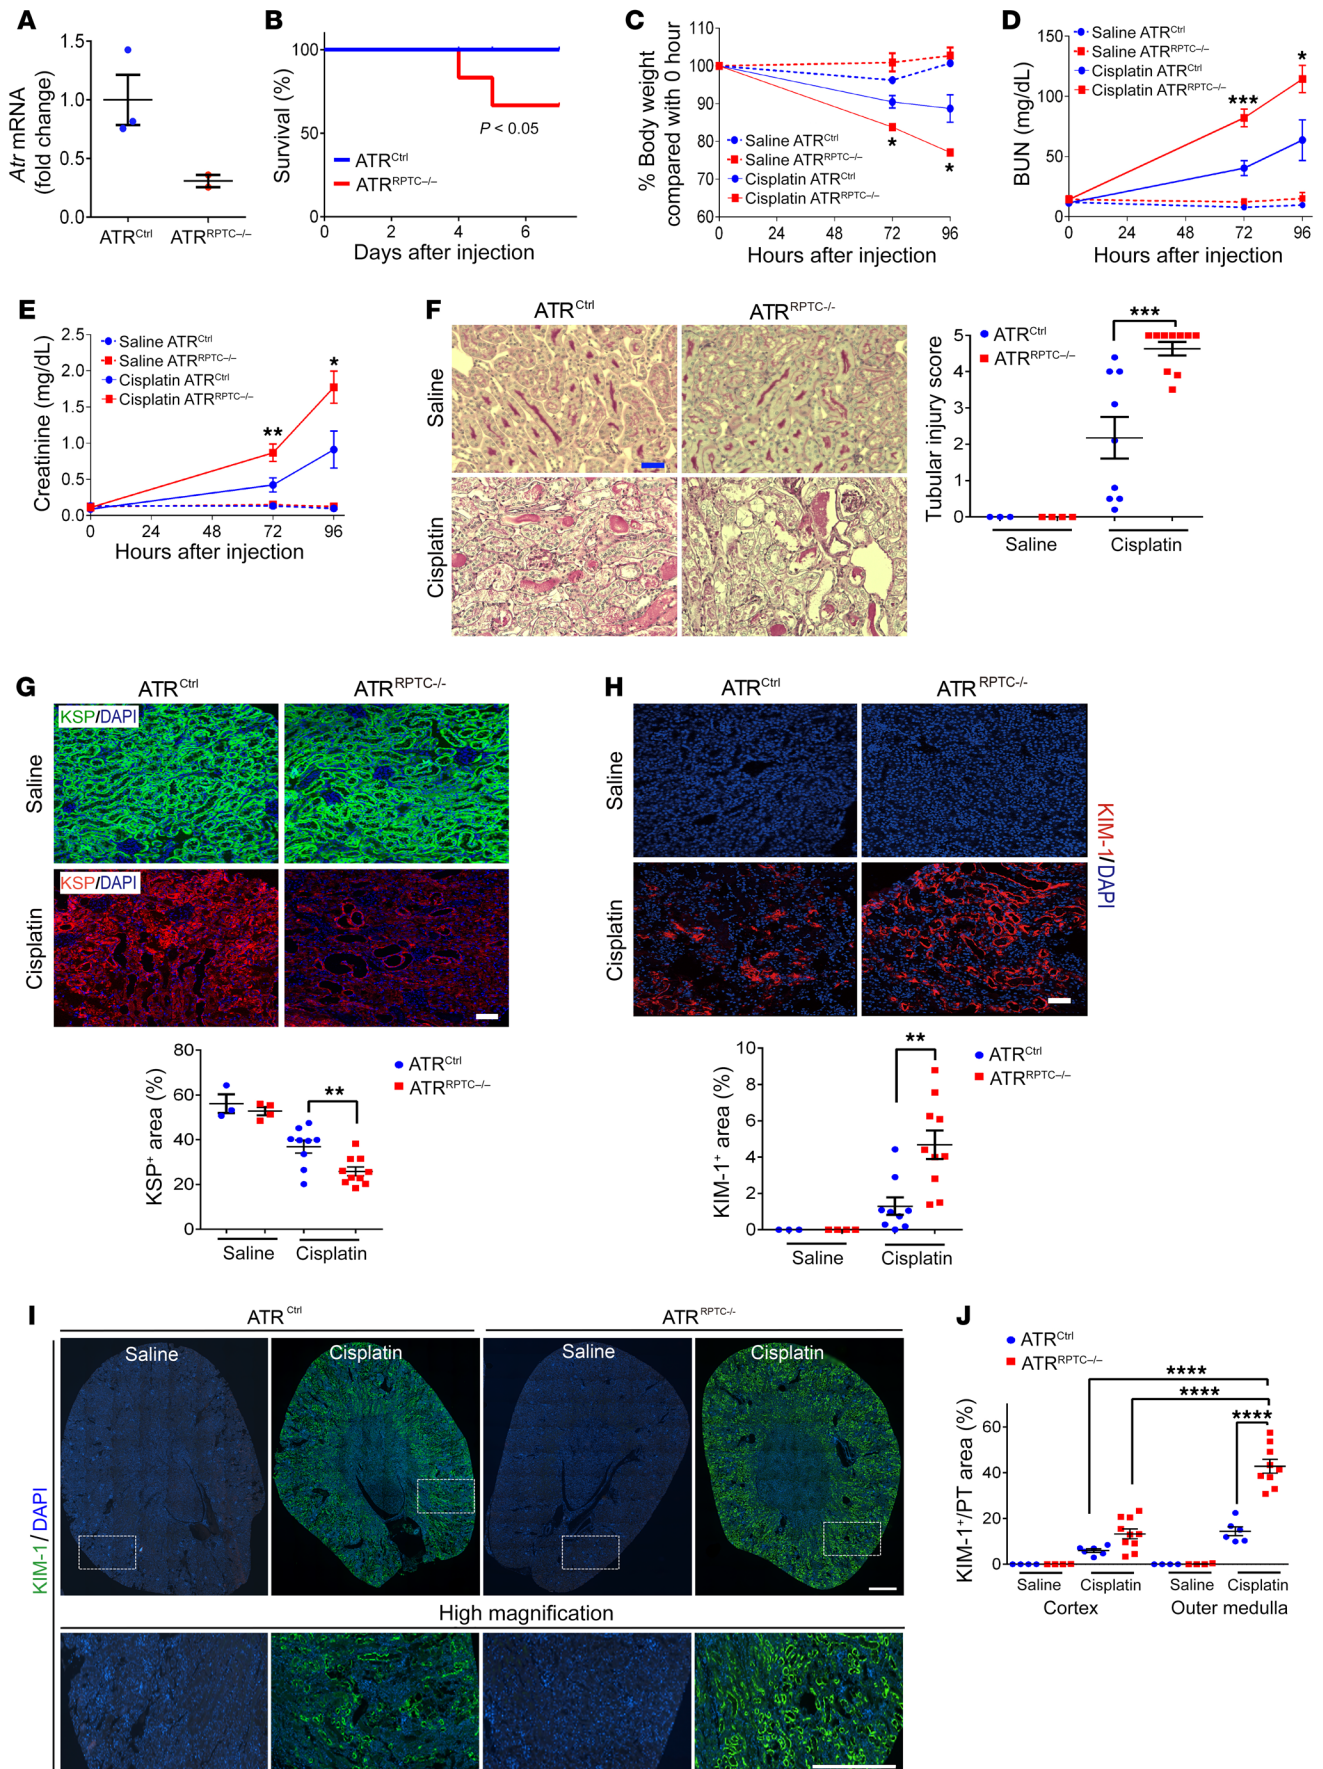 A
Atr mRNA
(fold change)
1.5
1.0
0.5
0.0
ATRCtrl
ATRRPTC–/–
B
Survival (%)
100
50
0
P < 0.05
ATRCtrl
ATRRPTC–/–
0 2 4 6
Days after injection
C
% Body weight
compared with 0 hour
110
100
90
80
70
60
Saline ATRCtrl
Saline ATRRPTC–/–
Cisplatin ATRCtrl
Cisplatin ATRRPTC–/–
*
*
0 24 48 72 96
Hours after injection
D
BUN (mg/dL)
150
100
50
0
Saline ATRCtrl
Saline ATRRPTC–/–
Cisplatin ATRCtrl
Cisplatin ATRRPTC–/–
***
*
0 24 48 72 96
Hours after injection
E
Creatinine (mg/dL)
2.5
2.0
1.5
1.0
0.5
0.0
Saline ATRCtrl
Saline ATRRPTC–/–
Cisplatin ATRCtrl
Cisplatin ATRRPTC–/–
**
*
0 24 48 72 96
Hours after injection
F
ATRCtrl
ATRRPTC-/-
Saline
Cisplatin
Tubular injury score
5
4
3
2
1
0
ATRCtrl
ATRRPTC–/–
***
Saline
Cisplatin
G
ATRCtrl
ATRRPTC-/-
Saline
KSP/DAPI
Cisplatin
KSP/DAPI
KSP+ area (%)
80
60
40
20
0
**
ATRCtrl
ATRRPTC–/–
Saline
Cisplatin
H
ATRCtrl
ATRRPTC-/-
Saline
Cisplatin
KIM-1/DAPI
KIM-1+ area (%)
10
8
6
4
2
0
**
ATRCtrl
ATRRPTC–/–
Saline
Cisplatin
I
ATRCtrl
ATRRPTC-/-
Saline
Cisplatin
Saline
Cisplatin
KIM-1/DAPI
High magnification
J
ATRCtrl
ATRRPTC–/–
KIM-1+/PT area (%)
60
40
20
0
****
****
****
Saline Cisplatin Saline Cisplatin
Cortex Outer medulla